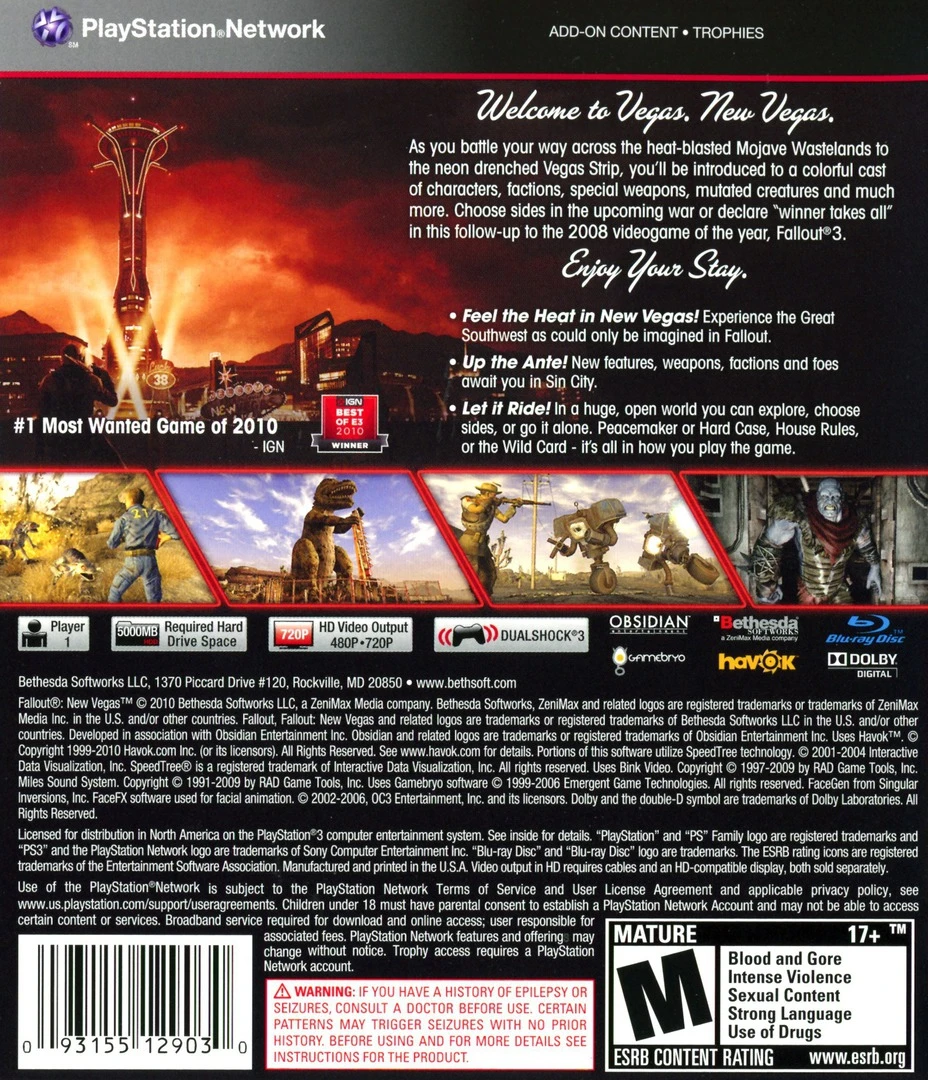 PlayStation®Network
SM
ADD-ON CONTENT • TROPHIES
Welcome to Vegas. New Vegas.
As you battle your way across the heat-blasted Mojave Wastelands to
the neon drenched Vegas Strip, you'll be introduced to a colorful cast
of characters, factions, special weapons, mutated creatures and much
more. Choose sides in the upcoming war or declare "winner takes all"
in this follow-up to the 2008 videogame of the year, Fallout®3.
Enjoy Your Stay.
• Feel the Heat in New Vegas! Experience the Great
Southwest as could only be imagined in Fallout.
• Up the Ante! New features, weapons, factions and foes
await you in Sin City.
• Let it Ride! In a huge, open world you can explore, choose
sides, or go it alone. Peacemaker or Hard Case, House Rules,
or the Wild Card - it's all in how you play the game.
Lucky
38
NEW
#1 Most Wanted Game of 2010
- IGN
IGN
BEST
OF E3
2010
WINNER
21
Player
1
5000MB
HDD
Required Hard
Drive Space
720P
HD Video Output
480P•720P
DUALSHOCK®3
OBSIDIAN
entertainment
Bethesda
SOFTWORKS
a ZeniMax Media company
Blu-ray Disc™
GAMEBRYO
havok
DOLBY
DIGITAL
Bethesda Softworks LLC, 1370 Piccard Drive #120, Rockville, MD 20850 • www.bethsoft.com
Fallout®: New Vegas™ © 2010 Bethesda Softworks LLC, a ZeniMax Media company. Bethesda Softworks, ZeniMax and related logos are registered trademarks or trademarks of ZeniMax
Media Inc. in the U.S. and/or other countries. Fallout, Fallout: New Vegas and related logos are trademarks or registered trademarks of Bethesda Softworks LLC in the U.S. and/or other
countries. Developed in association with Obsidian Entertainment Inc. Obsidian and related logos are trademarks or registered trademarks of Obsidian Entertainment Inc. Uses Havok™. ©
Copyright 1999-2010 Havok.com Inc. (or its licensors). All Rights Reserved. See www.havok.com for details. Portions of this software utilize SpeedTree technology. © 2001-2004 Interactive
Data Visualization, Inc. SpeedTree® is a registered trademark of Interactive Data Visualization, Inc. All rights reserved. Uses Bink Video. Copyright © 1997-2009 by RAD Game Tools, Inc.
Miles Sound System. Copyright © 1991-2009 by RAD Game Tools, Inc. Uses Gamebryo software © 1999-2006 Emergent Game Technologies. All rights reserved. FaceGen from Singular
Inversions, Inc. FaceFX software used for facial animation. © 2002-2006, OC3 Entertainment, Inc. and its licensors. Dolby and the double-D symbol are trademarks of Dolby Laboratories. All
Rights Reserved.
Licensed for distribution in North America on the PlayStation®3 computer entertainment system. See inside for details. "PlayStation" and "PS" Family logo are registered trademarks and
"PS3" and the PlayStation Network logo are trademarks of Sony Computer Entertainment Inc. "Blu-ray Disc" and "Blu-ray Disc" logo are trademarks. The ESRB rating icons are registered
trademarks of the Entertainment Software Association. Manufactured and printed in the U.S.A. Video output in HD requires cables and an HD-compatible display, both sold separately.
Use of the PlayStation®Network is subject to the PlayStation Network Terms of Service and User License Agreement and applicable privacy policy, see
www.us.playstation.com/support/useragreements. Children under 18 must have parental consent to establish a PlayStation Network Account and may not be able to access
certain content or services. Broadband service required for download and online access; user responsible for
associated fees. PlayStation Network features and offerings may
change without notice. Trophy access requires a PlayStation
Network account.
0 93155 12903 0
WARNING: IF YOU HAVE A HISTORY OF EPILEPSY OR
SEIZURES, CONSULT A DOCTOR BEFORE USE. CERTAIN
PATTERNS MAY TRIGGER SEIZURES WITH NO PRIOR
HISTORY. BEFORE USING AND FOR MORE DETAILS SEE
INSTRUCTIONS FOR THE PRODUCT.
MATURE 17+ ™
M
Blood and Gore
Intense Violence
Sexual Content
Strong Language
Use of Drugs
ESRB CONTENT RATING www.esrb.org